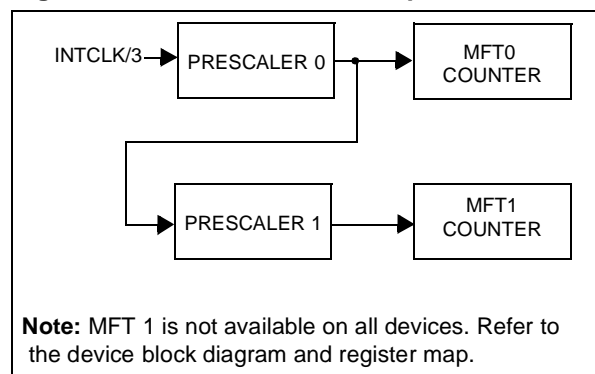 INTCLK/3
PRESCALER 0
MFT0
COUNTER
PRESCALER 1
MFT1
COUNTER
Note: MFT 1 is not available on all devices. Refer to
the device block diagram and register map.